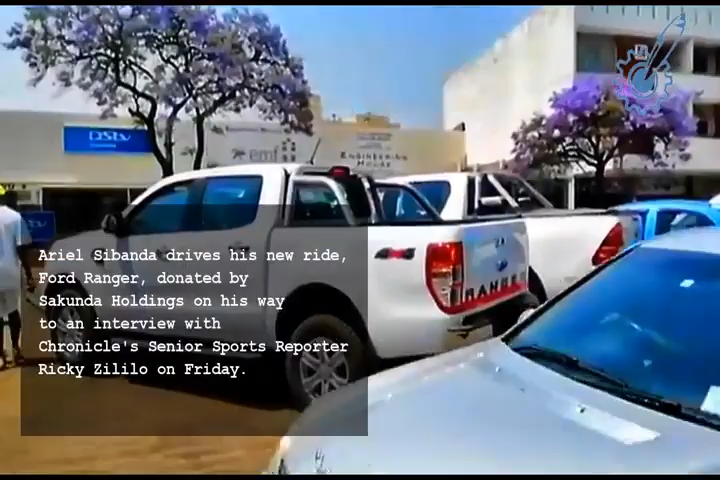 DStv
emf
ENGINEERING
HOUSE
4x4
RANGER
Ariel Sibanda drives his new ride,
Ford Ranger, donated by
Sakunda Holdings on his way
to an interview with
Chronicle's Senior Sports Reporter
Ricky Zililo on Friday.